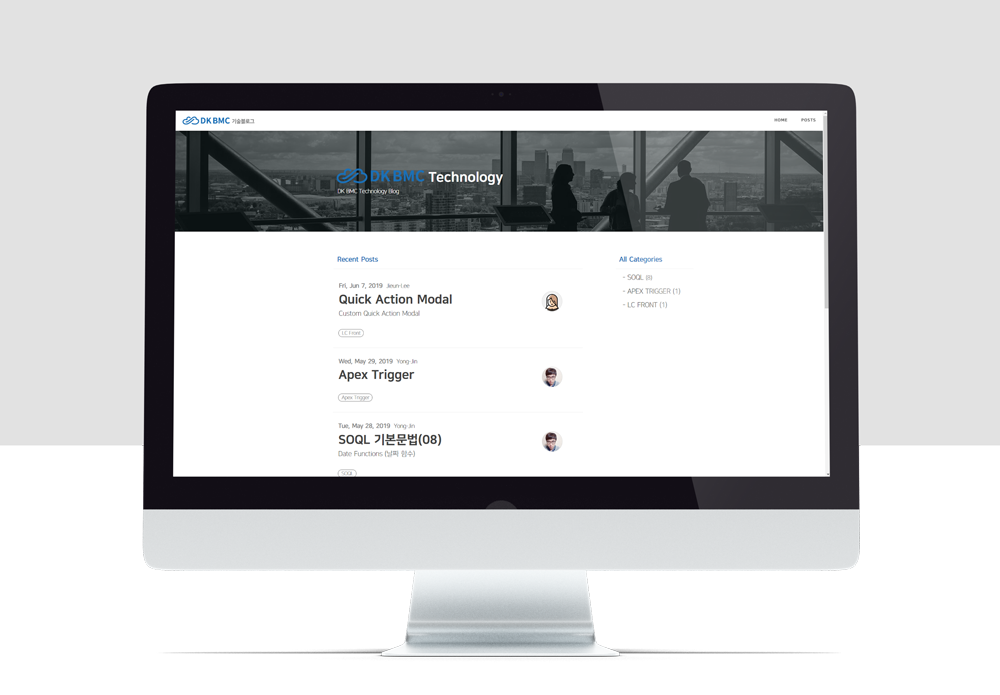 DK BMC 기술블로그
HOME POSTS
DK BMC Technology
DK BMC Technology Blog
Recent Posts
Fri, Jun 7, 2019 Jeun-Lee
Quick Action Modal
Custom Quick Action Modal
LC Front
Wed, May 29, 2019 Yong-Jin
Apex Trigger
Apex Trigger
Tue, May 28, 2019 Yong-Jin
SOQL 기본문법(08)
Date Functions (날짜 함수)
SOQL
All Categories
- SOQL (8)
- APEX TRIGGER (1)
- LC FRONT (1)